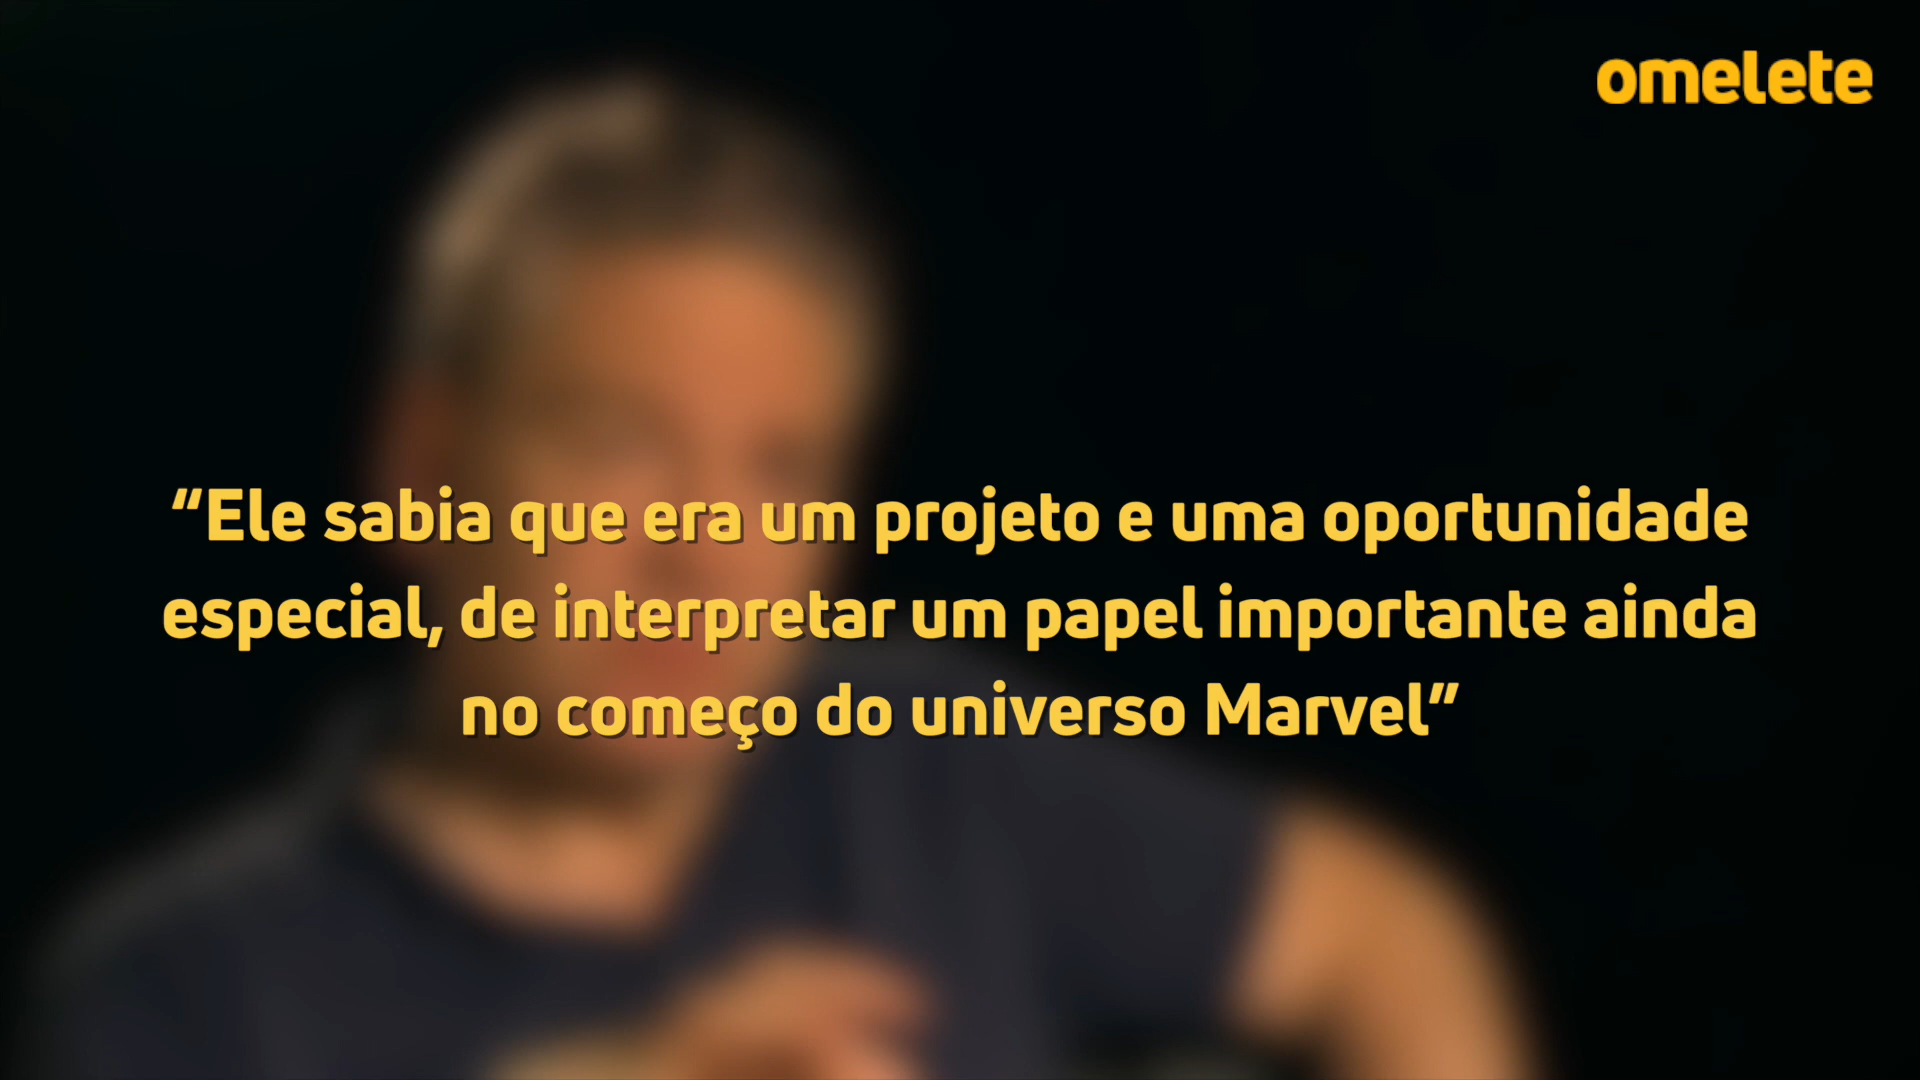 omelete
“Ele sabia que era um projeto e uma oportunidade
especial, de interpretar um papel importante ainda
no começo do universo Marvel”